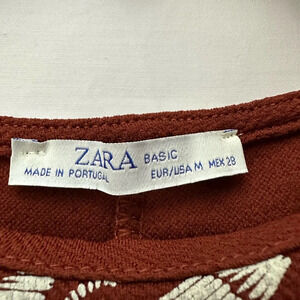 ZARA BASIC
MADE IN PORTUGAL EUR/USA M MEX 28